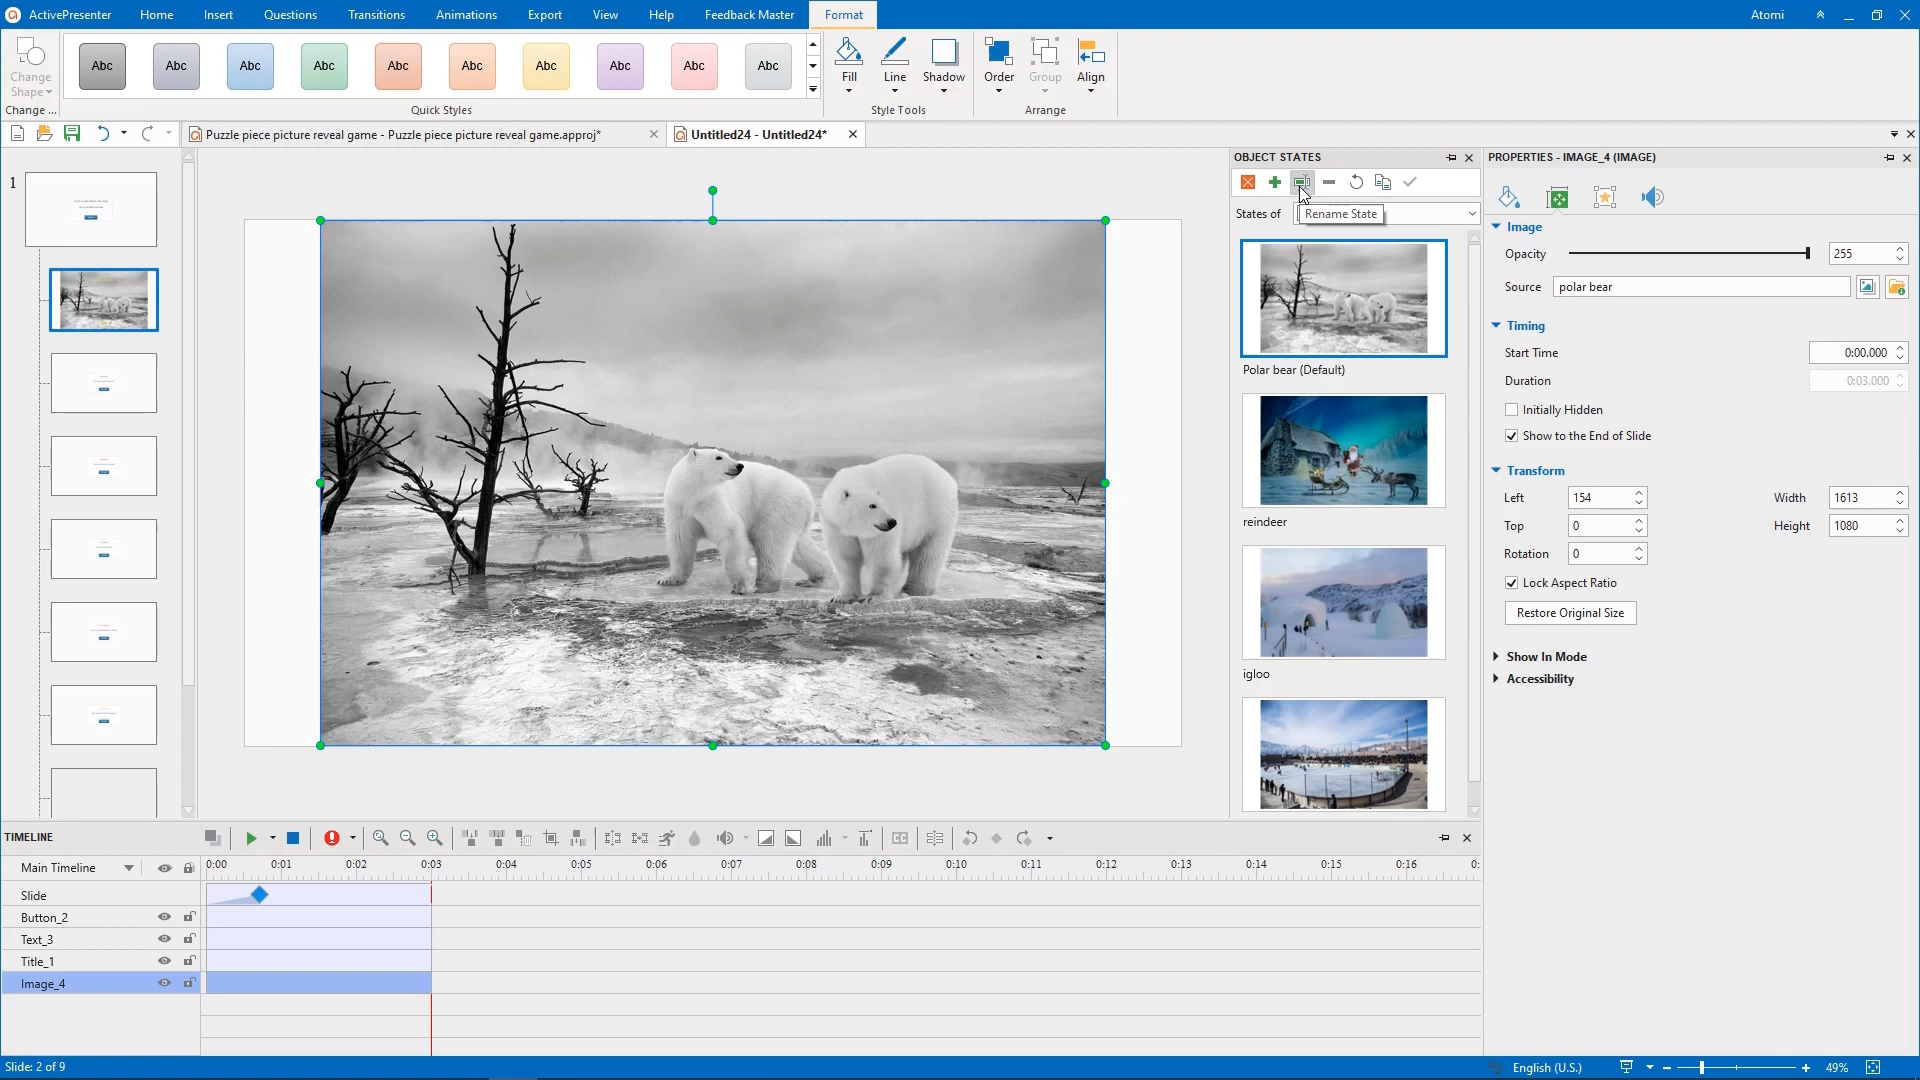 ActivePresenter Home Insert Questions Transitions Animations Export View Help Feedback Master Format Atomi
Change Shape
Abc Abc Abc Abc Abc Abc Abc Abc Abc Abc
Fill Line Shadow Order Group Align
Change ... Quick Styles Style Tools Arrange
Puzzle piece picture reveal game - Puzzle piece picture reveal game.approj*
Untitled24 - Untitled24*
1
OBJECT STATES
States of
Rename State
Polar bear (Default)
reindeer
igloo
PROPERTIES - IMAGE_4 (IMAGE)
Image
Opacity 255
Source polar bear
Timing
Start Time 0:00.000
Duration 0:03.000
Initially Hidden
Show to the End of Slide
Transform
Left 154 Width 1613
Top 0 Height 1080
Rotation 0
Lock Aspect Ratio
Restore Original Size
Show In Mode
Accessibility
TIMELINE
CC
Main Timeline 0:00 0:01 0:02 0:03 0:04 0:05 0:06 0:07 0:08 0:09 0:10 0:11 0:12 0:13 0:14 0:15 0:16 0:
Slide
Button_2
Text_3
Title_1
Image_4
Slide: 2 of 9 English (U.S.) 49%